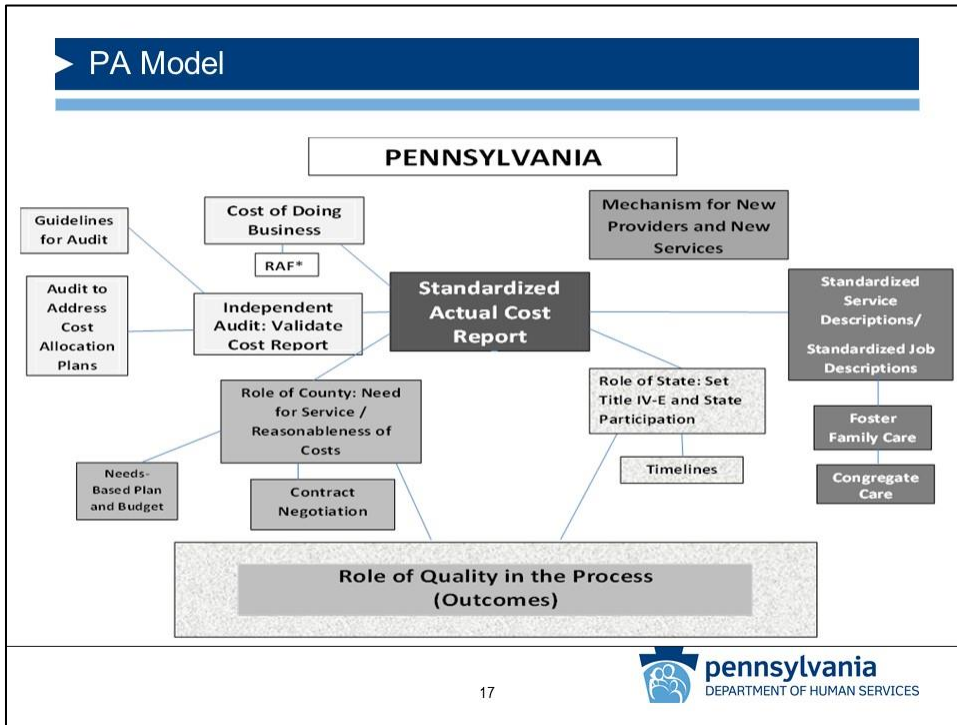 PA Model
PENNSYLVANIA
Guidelines
for Audit
Cost of Doing
Business
RAF*
Mechanism for New
Providers and New
Services
Audit to
Address
Cost
Allocation
Plans
Independent
Audit: Validate
Cost Report
Standardized
Actual Cost
Report
Standardized
Service
Descriptions/
Standardized Job
Descriptions
Role of County: Need
for Service /
Reasonableness of
Costs
Role of State: Set
Title IV-E and State
Participation
Foster
Family Care
Needs-
Based Plan
and Budget
Contract
Negotiation
Timelines
Congregate
Care
Role of Quality in the Process
(Outcomes)
17
pennsylvania
DEPARTMENT OF HUMAN SERVICES